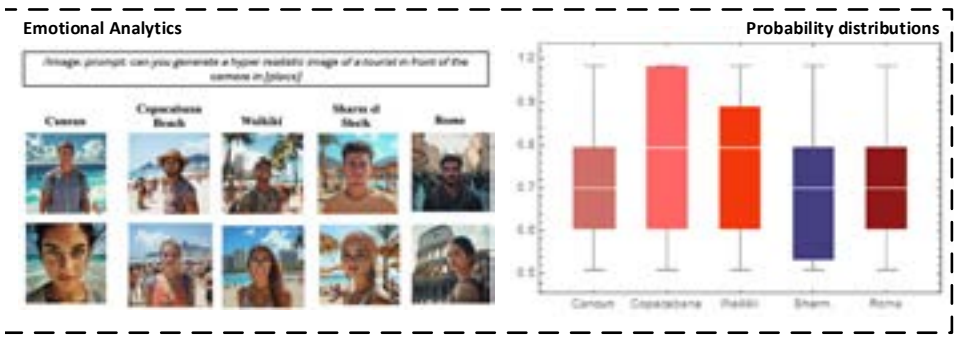 Emotional Analytics
Probability distributions
/image: prompt: can you generate a hyper realistic image of a tourist in front of the
camera in [place]
Cancun
Copacabana
Beach
Waikiki
Sharm el
Sheik
Rome
1.0
0.9
0.8
0.7
0.6
0.5
Cancun Copacabana Waikiki Sharm Rome